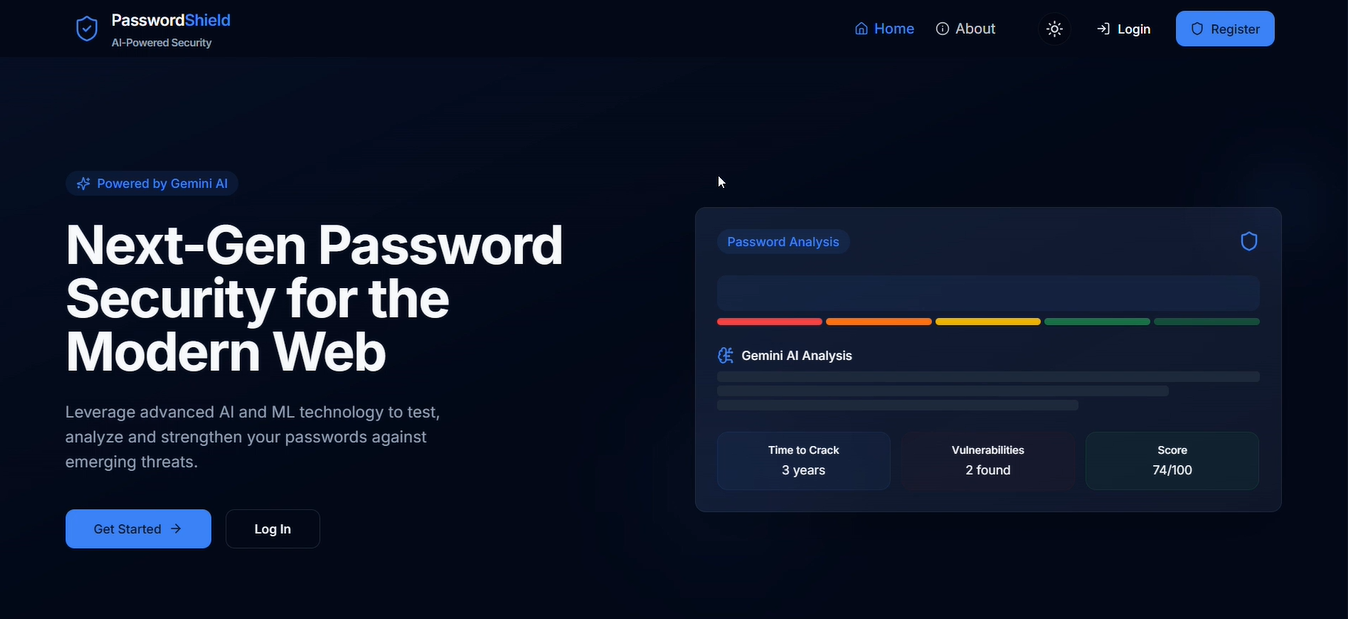 PasswordShield
AI-Powered Security
Home
About
Login
Register
Powered by Gemini AI
Next-Gen Password
Security for the
Modern Web
Leverage advanced AI and ML technology to test,
analyze and strengthen your passwords against
emerging threats.
Get Started
Log In
Password Analysis
Gemini AI Analysis
Time to Crack
3 years
Vulnerabilities
2 found
Score
74/100